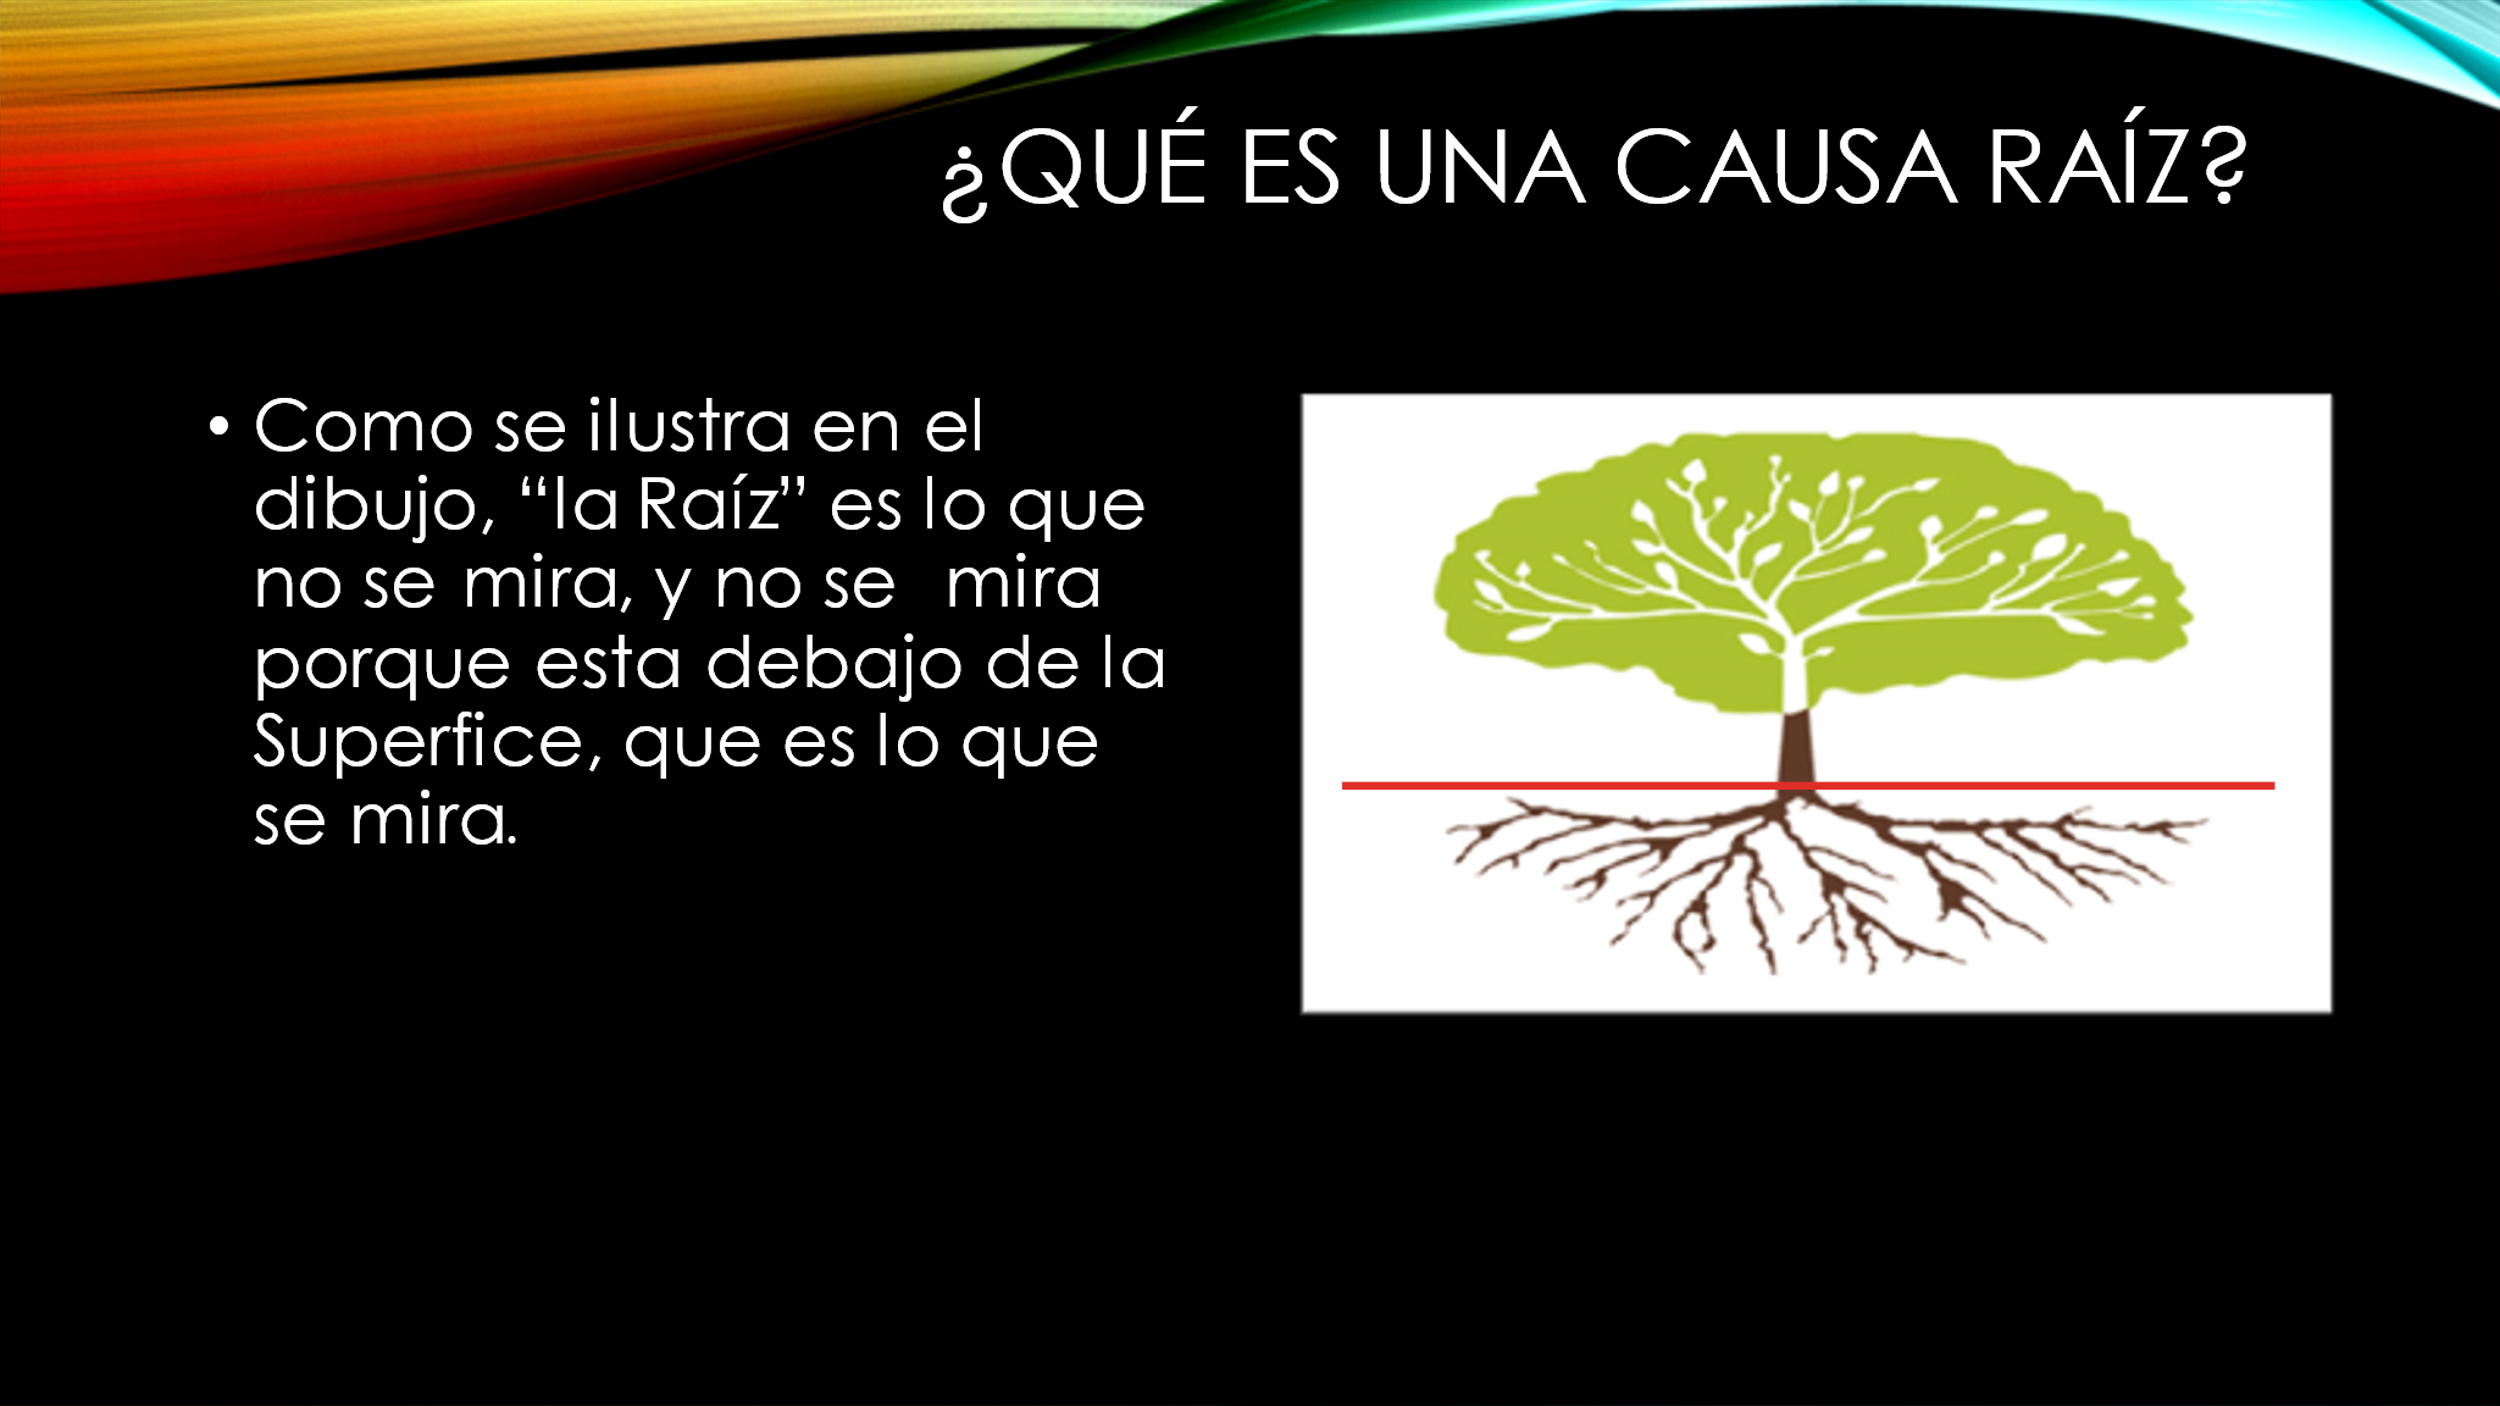 ¿QUÉ ES UNA CAUSA RAÍZ?
• Como se ilustra en el
dibujo, “la Raíz” es lo que
no se mira, y no se mira
porque esta debajo de la
Superfice, que es lo que
se mira.